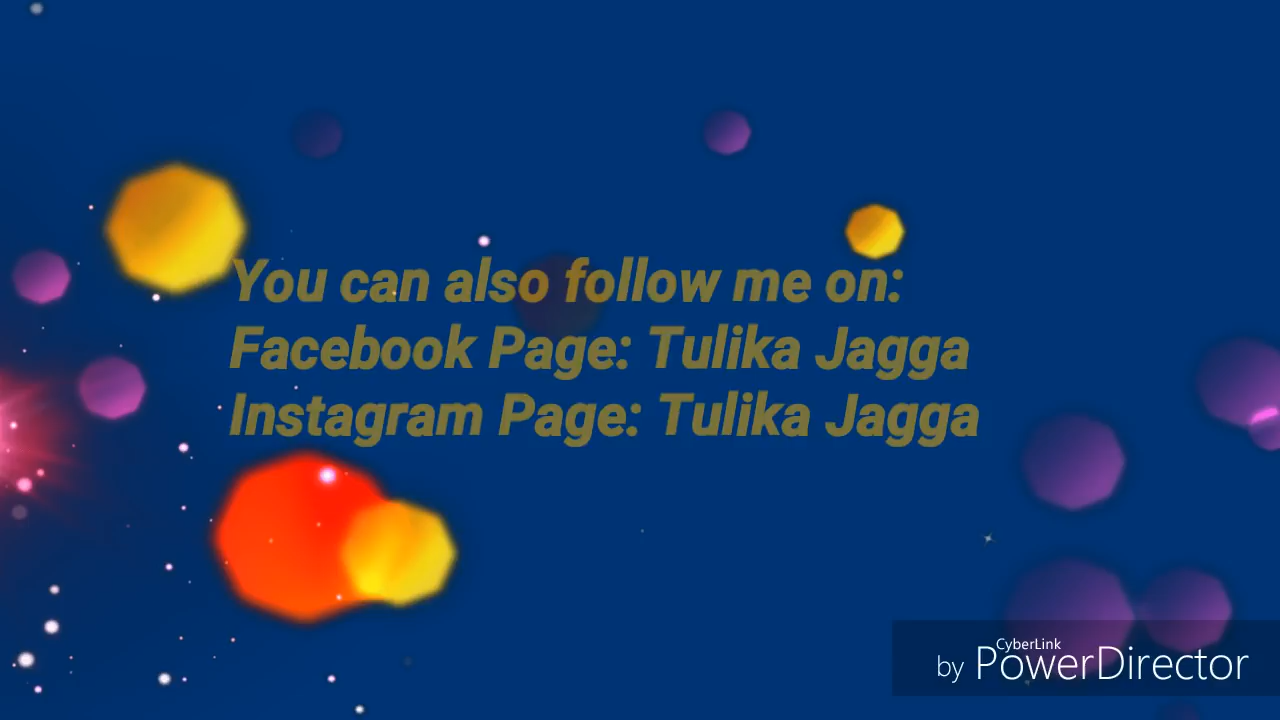 You can also follow me on:
Facebook Page: Tulika Jagga
Instagram Page: Tulika Jagga
CyberLink
by PowerDirector